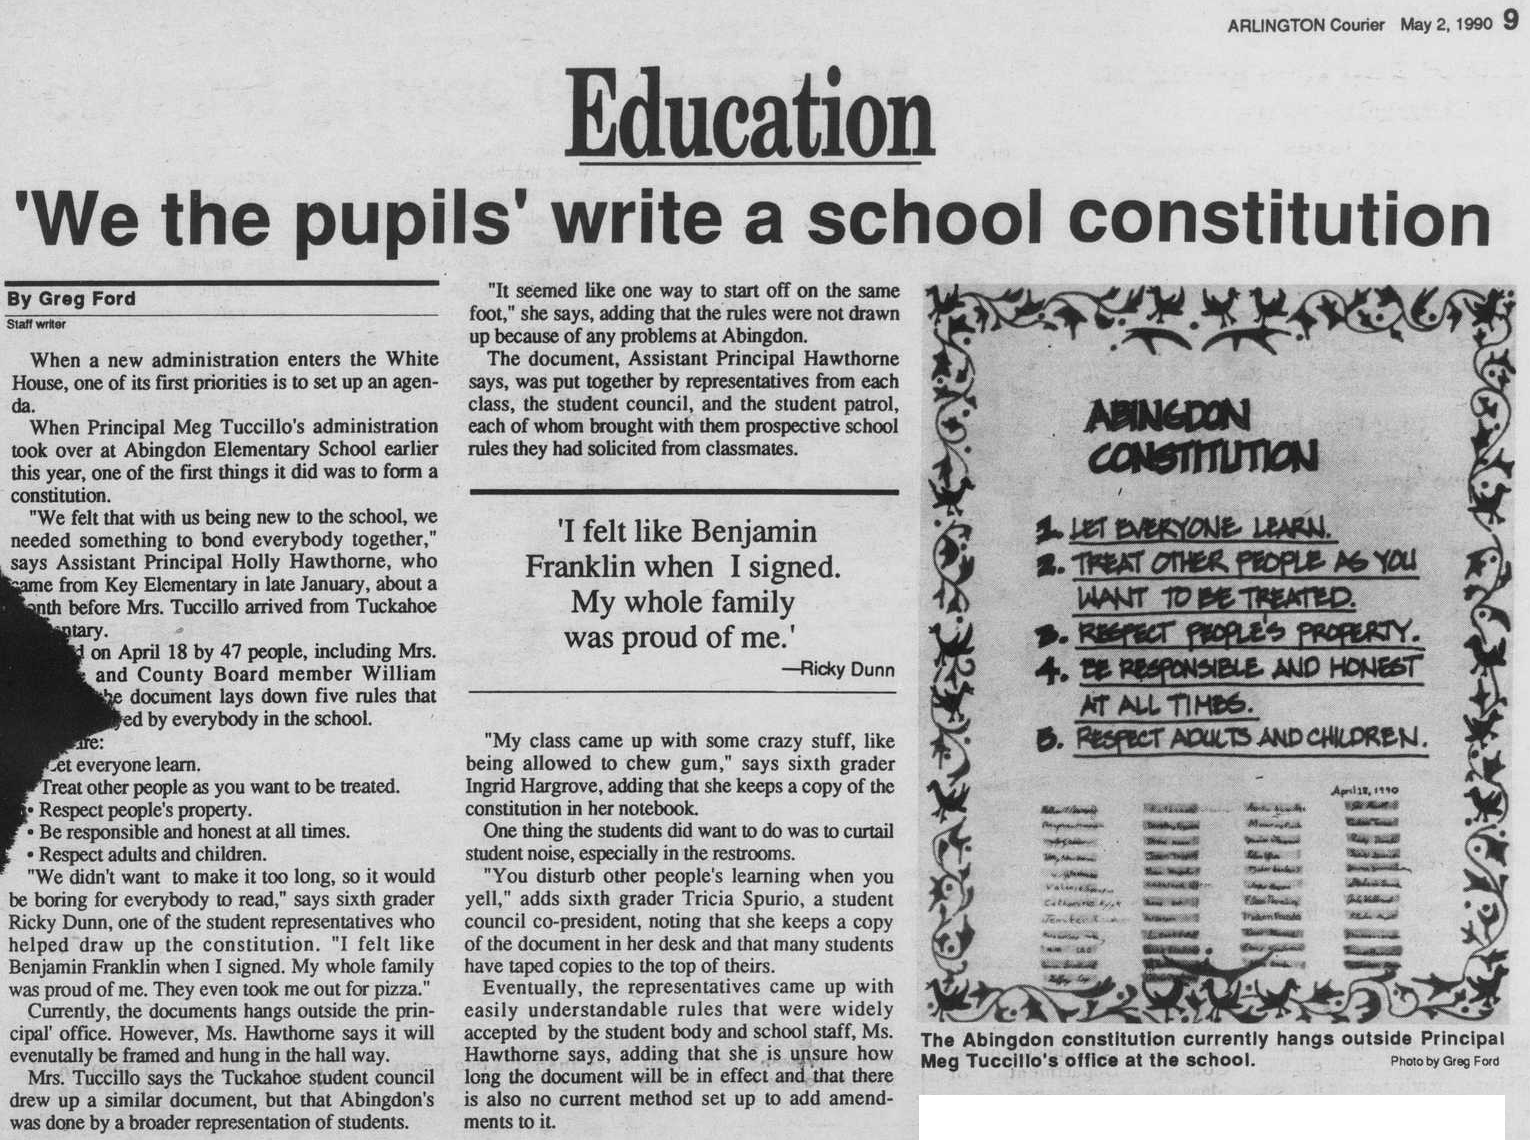 ARLINGTON Courier May 2, 1990 9
Education
'We the pupils' write a school constitution
By Greg Ford
Staff writer
When a new administration enters the White
House, one of its first priorities is to set up an agen-
da.
When Principal Meg Tuccillo's administration
took over at Abingdon Elementary School earlier
this year, one of the first things it did was to form a
constitution.
"We felt that with us being new to the school, we
needed something to bond everybody together,"
says Assistant Principal Holly Hawthorne, who
came from Key Elementary in late January, about a
month before Mrs. Tuccillo arrived from Tuckahoe
ntary.
d on April 18 by 47 people, including Mrs.
and County Board member William
he document lays down five rules that
yed by everybody in the school.
are:
Let everyone learn.
Treat other people as you want to be treated.
• Respect people's property.
• Be responsible and honest at all times.
• Respect adults and children.
"We didn't want to make it too long, so it would
be boring for everybody to read," says sixth grader
Ricky Dunn, one of the student representatives who
helped draw up the constitution. "I felt like
Benjamin Franklin when I signed. My whole family
was proud of me. They even took me out for pizza."
Currently, the documents hangs outside the prin-
cipal' office. However, Ms. Hawthorne says it will
evenutally be framed and hung in the hall way.
Mrs. Tuccillo says the Tuckahoe student council
drew up a similar document, but that Abingdon's
was done by a broader representation of students.
"It seemed like one way to start off on the same
foot," she says, adding that the rules were not drawn
up because of any problems at Abingdon.
The document, Assistant Principal Hawthorne
says, was put together by representatives from each
class, the student council, and the student patrol,
each of whom brought with them prospective school
rules they had solicited from classmates.
'I felt like Benjamin
Franklin when I signed.
My whole family
was proud of me.'
—Ricky Dunn
"My class came up with some crazy stuff, like
being allowed to chew gum," says sixth grader
Ingrid Hargrove, adding that she keeps a copy of the
constitution in her notebook.
One thing the students did want to do was to curtail
student noise, especially in the restrooms.
"You disturb other people's learning when you
yell," adds sixth grader Tricia Spurio, a student
council co-president, noting that she keeps a copy
of the document in her desk and that many students
have taped copies to the top of theirs.
Eventually, the representatives came up with
easily understandable rules that were widely
accepted by the student body and school staff, Ms.
Hawthorne says, adding that she is unsure how
long the document will be in effect and that there
is also no current method set up to add amend-
ments to it.
ABINGDON
CONSTITUTION
1. LET EVERYONE LEARN.
2. TREAT OTHER PEOPLE AS YOU
WANT TO BE TREATED.
3. RESPECT PEOPLE'S PROPERTY.
4. BE RESPONSIBLE AND HONEST
AT ALL TIMES.
5. RESPECT ADULTS AND CHILDREN.
April 18, 1990
The Abingdon constitution currently hangs outside Principal
Meg Tuccillo's office at the school.
Photo by Greg Ford